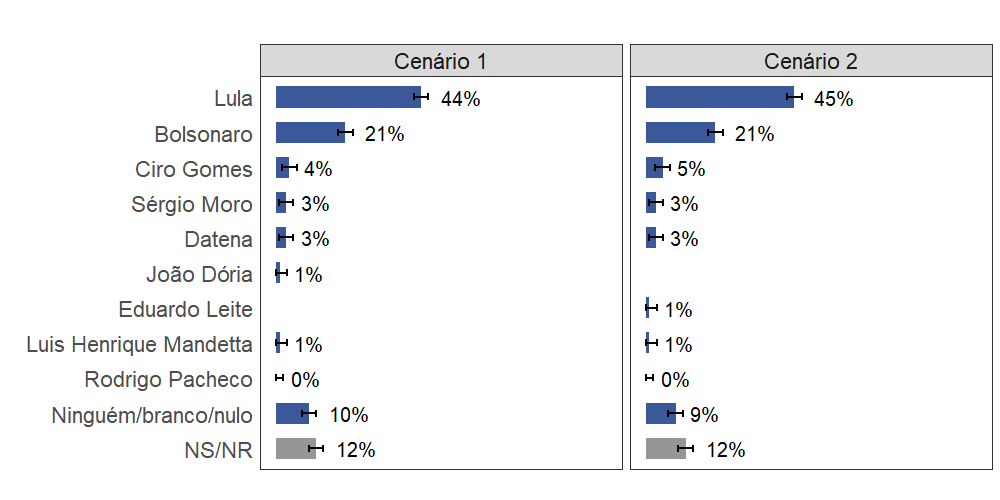 Cenário 1 Cenário 2
Lula 44% 45%
Bolsonaro 21% 21%
Ciro Gomes 4% 5%
Sérgio Moro 3% 3%
Datena 3% 3%
João Dória 1%
Eduardo Leite 1%
Luis Henrique Mandetta 1% 1%
Rodrigo Pacheco 0% 0%
Ninguém/branco/nulo 10% 9%
NS/NR 12% 12%